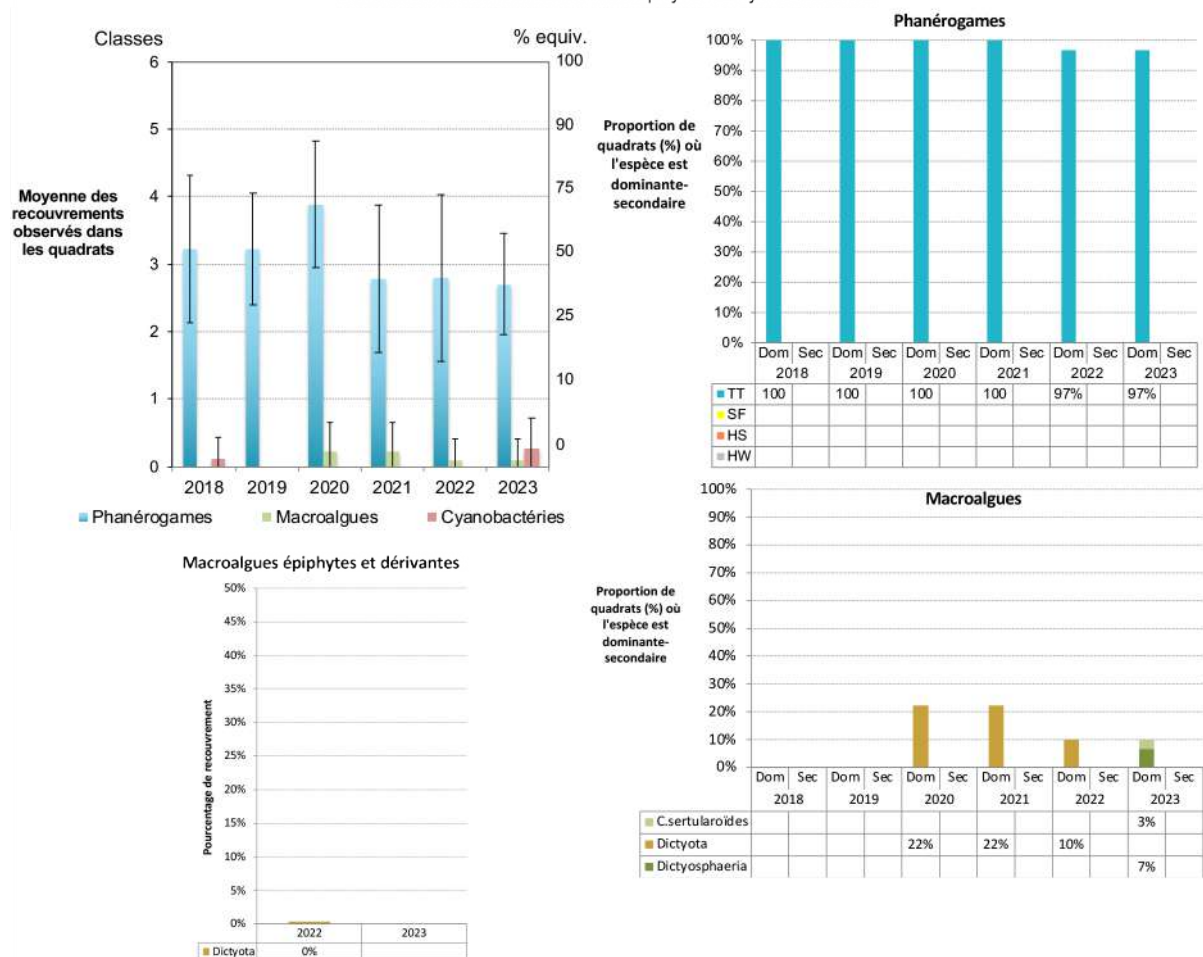 Classes % equiv.
6 100
5 90
4 75
3 50
2 25
1 10
0 0
Moyenne des
recouvrements
observés dans
les quadrats
2018 2019 2020 2021 2022 2023
Phanérogames Macroalgues Cyanobactéries
Phanérogames
100%
90%
80%
70%
60%
50%
40%
30%
20%
10%
0%
Proportion de
quadrats (%) où
l'espèce est
dominante-
secondaire
Dom Sec Dom Sec Dom Sec Dom Sec Dom Sec Dom Sec
2018 2019 2020 2021 2022 2023
TT 100 100 100 100 97% 97%
SF
HS
HW
Macroalgues épiphytes et dérivantes
50%
45%
40%
35%
30%
25%
20%
15%
10%
5%
0%
Pourcentage de recouvrement
2022 2023
Dictyota 0%
Macroalgues
100%
90%
80%
70%
60%
50%
40%
30%
20%
10%
0%
Proportion de
quadrats (%) où
l'espèce est
dominante-
secondaire
Dom Sec Dom Sec Dom Sec Dom Sec Dom Sec Dom Sec
2018 2019 2020 2021 2022 2023
C.sertularoïdes 3%
Dictyota 22% 22% 10%
Dictyosphaeria 7%